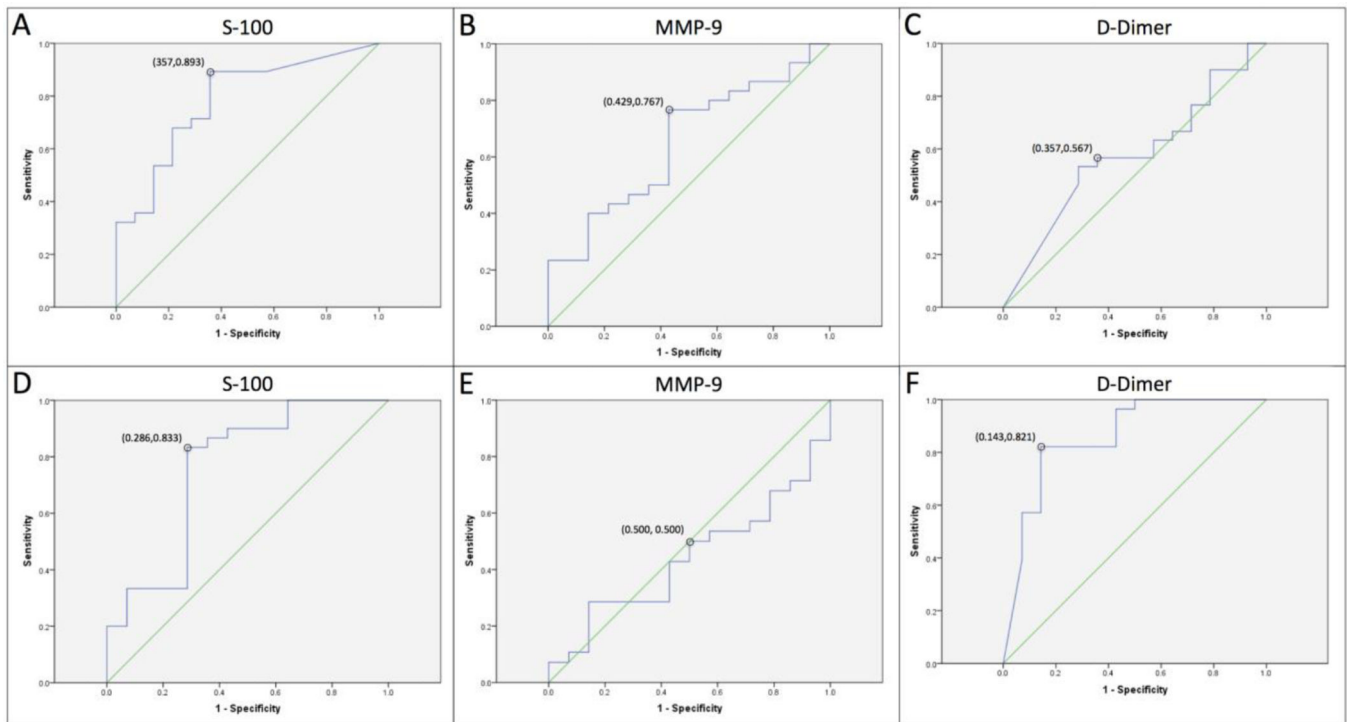 A
S-100
1.0
0.8
0.6
0.4
0.2
0.0
Sensitivity
(357,0.893)
0.0 0.2 0.4 0.6 0.8 1.0
1 - Specificity
B
MMP-9
1.0
0.8
0.6
0.4
0.2
0.0
Sensitivity
(0.429,0.767)
0.0 0.2 0.4 0.6 0.8 1.0
1 - Specificity
C
D-Dimer
1.0
0.8
0.6
0.4
0.2
0.0
Sensitivity
(0.357,0.567)
0.0 0.2 0.4 0.6 0.8 1.0
1 - Specificity
D
S-100
1.0
0.8
0.6
0.4
0.2
0.0
Sensitivity
(0.286,0.833)
0.0 0.2 0.4 0.6 0.8 1.0
1 - Specificity
E
MMP-9
1.0
0.8
0.6
0.4
0.2
0.0
Sensitivity
(0.500, 0.500)
0.0 0.2 0.4 0.6 0.8 1.0
1 - Specificity
F
D-Dimer
1.0
0.8
0.6
0.4
0.2
0.0
Sensitivity
(0.143,0.821)
0.0 0.2 0.4 0.6 0.8 1.0
1 - Specificity